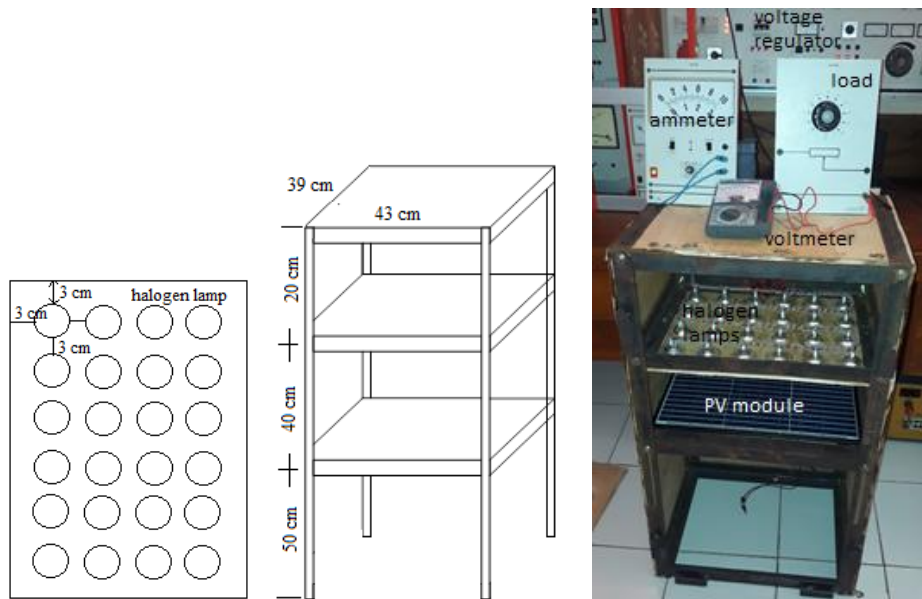 3 cm
halogen lamp
3 cm
3 cm
39 cm
43 cm
20 cm
40 cm
50 cm
voltage
regulator
load
ammeter
voltmeter
halogen
lamps
PV module